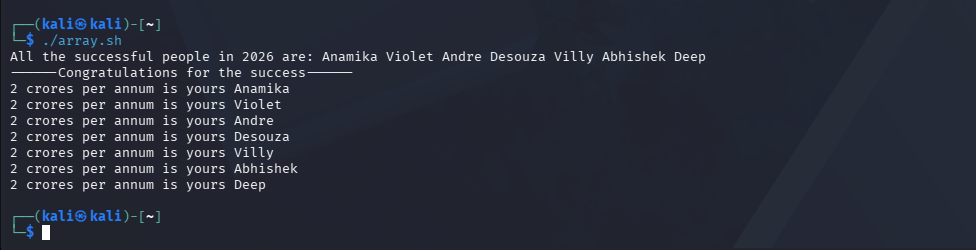 ┌──(kali㉿kali)-[~]
└─$ ./array.sh
All the successful people in 2026 are: Anamika Violet Andre Desouza Villy Abhishek Deep
------Congratulations for the success------
2 crores per annum is yours Anamika
2 crores per annum is yours Violet
2 crores per annum is yours Andre
2 crores per annum is yours Desouza
2 crores per annum is yours Villy
2 crores per annum is yours Abhishek
2 crores per annum is yours Deep
┌──(kali㉿kali)-[~]
└─$